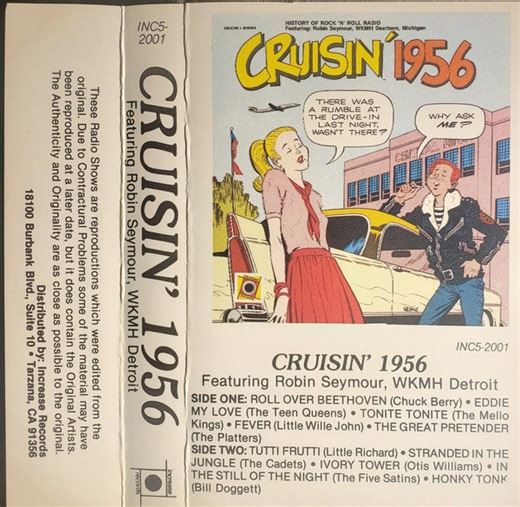 These Radio Shows are reproductions which were edited from the
original. Due to Contractural Problems some of the material may have
been reproduced at a later date, but it does contain the Original Artists.
The Authenticity and Originality are as close as possible to the original.
Distributed by: Increase Records
18100 Burbank Blvd., Suite 10 • Tarzana, CA 91356
INC5-
2001
CRUISIN' 1956
Featuring Robin Seymour, WKMH Detroit
increase
records
HISTORY OF ROCK 'N' ROLL RADIO
Featuring: Robin Seymour, WKMH Dearborn, Michigan
CRUISIN' 1956
THERE WAS
A RUMBLE AT
THE DRIVE-IN
LAST NIGHT,
WASN'T THERE?
WHY ASK
ME?
INC5-2001
CRUISIN' 1956
Featuring Robin Seymour, WKMH Detroit
SIDE ONE: ROLL OVER BEETHOVEN (Chuck Berry) • EDDIE
MY LOVE (The Teen Queens) • TONITE TONITE (The Mello
Kings) • FEVER (Little Wille John) • THE GREAT PRETENDER
(The Platters)
SIDE TWO: TUTTI FRUTTI (Little Richard) • STRANDED IN THE
JUNGLE (The Cadets) • IVORY TOWER (Otis Williams) • IN
THE STILL OF THE NIGHT (The Five Satins) • HONKY TONK
(Bill Doggett)